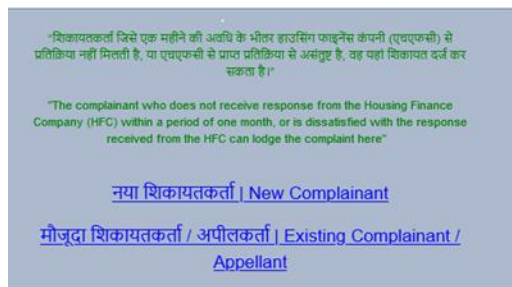 "शिकायतकर्ता जिसे एक महीने की अवधि के भीतर हाउसिंग फाइनेंस कंपनी (एचएफसी) से
प्रतिक्रिया नहीं मिलती है, या एचएफसी से प्राप्त प्रतिक्रिया से असंतुष्ट है, वह यहां शिकायत दर्ज कर
सकता है।"
"The complainant who does not receive response from the Housing Finance
Company (HFC) within a period of one month, or is dissatisfied with the response
received from the HFC can lodge the complaint here"
नया शिकायतकर्ता | New Complainant
मौजूदा शिकायतकर्ता / अपीलकर्ता | Existing Complainant /
Appellant